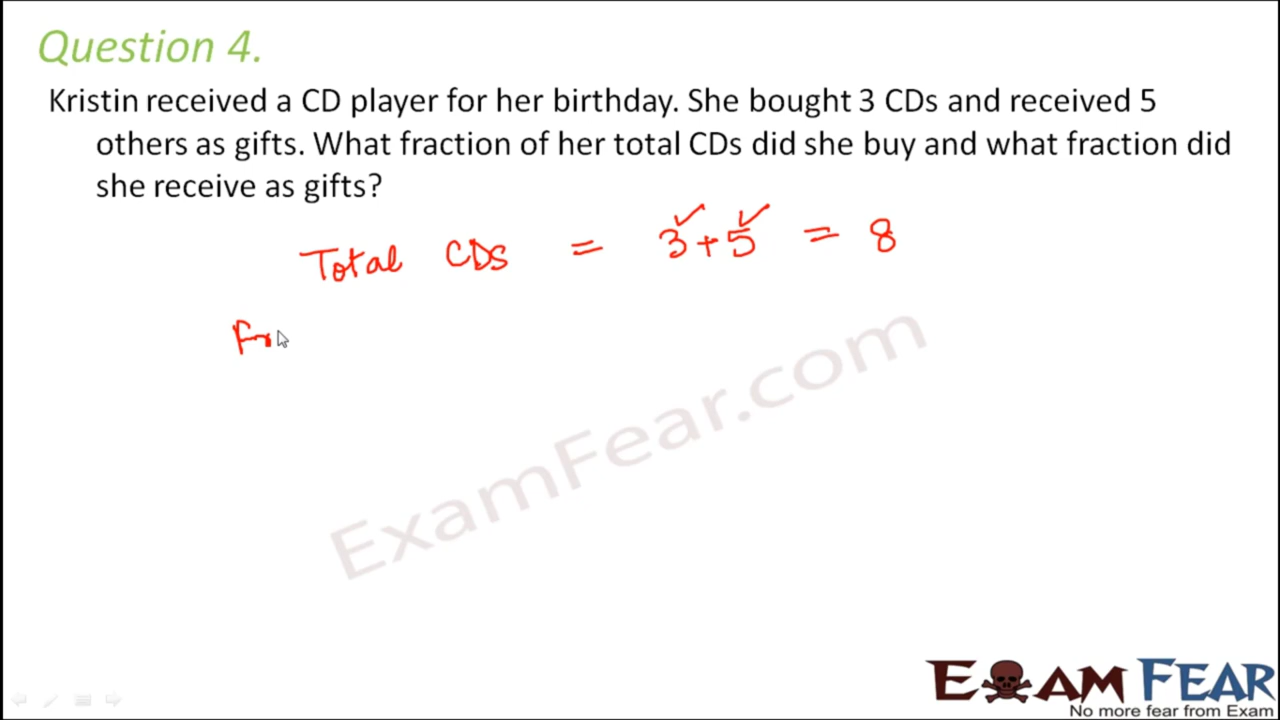 Question 4.
Kristin received a CD player for her birthday. She bought 3 CDs and received 5
others as gifts. What fraction of her total CDs did she buy and what fraction did
she receive as gifts?
Total CDs = 3+5 = 8
Fr
ExamFear.com
EXAM FEAR
No more fear from Exam